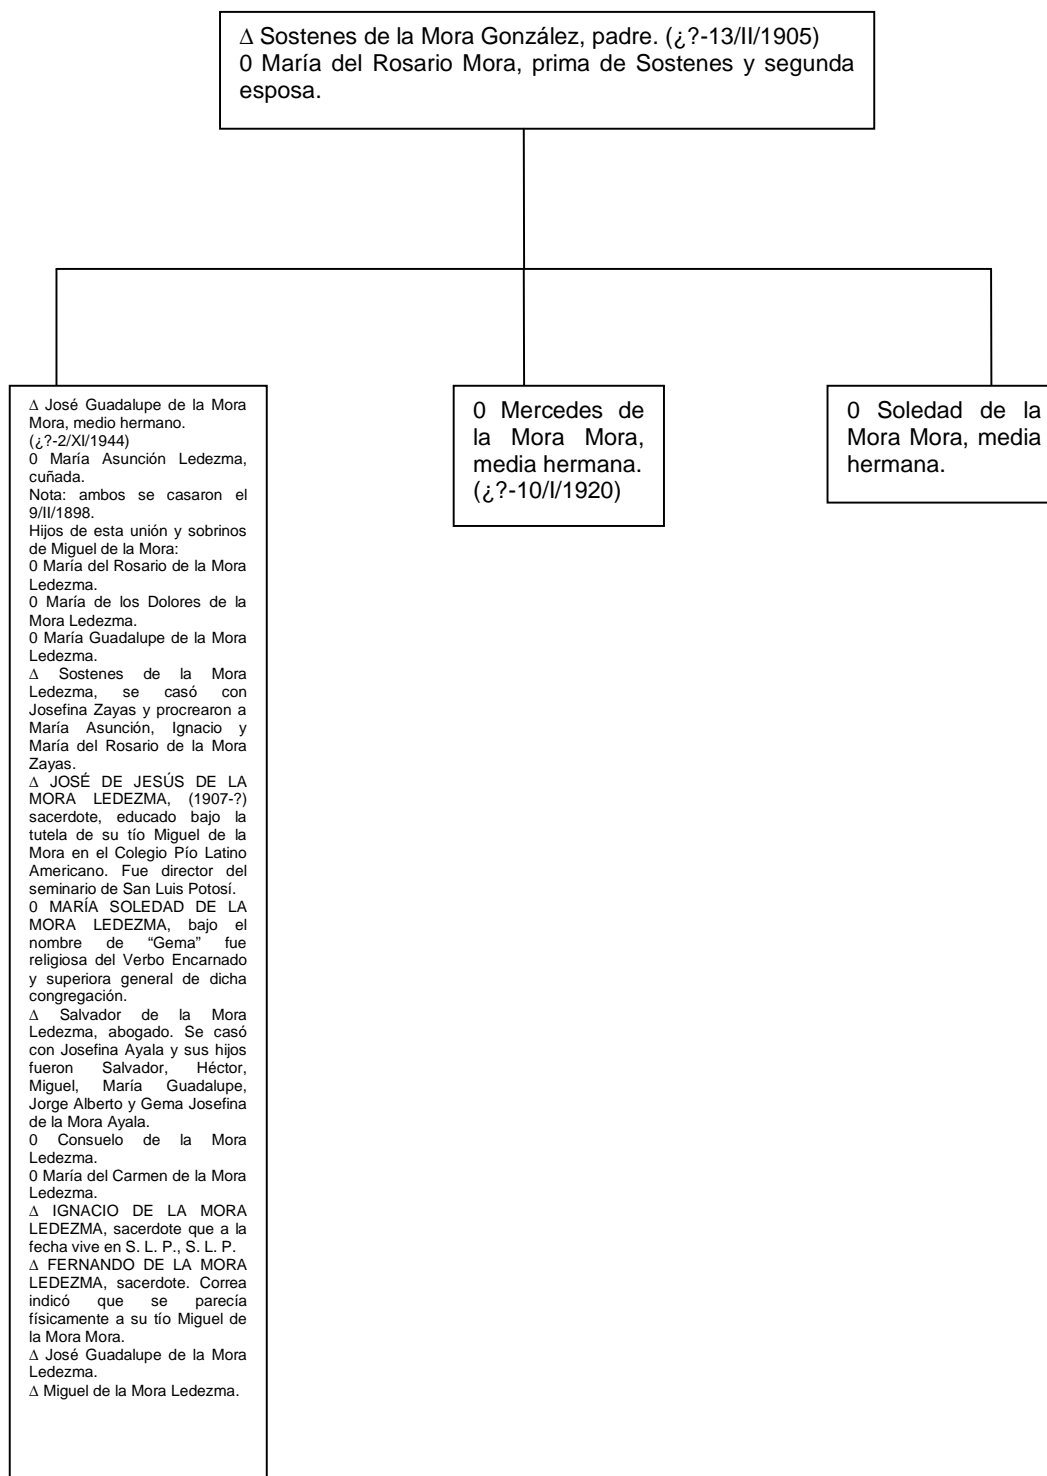 ∆ Sostenes de la Mora González, padre. (¿?-13/II/1905)
0 María del Rosario Mora, prima de Sostenes y segunda
esposa.
∆ José Guadalupe de la Mora
Mora, medio hermano.
(¿?-2/XI/1944)
0 María Asunción Ledezma,
cuñada.
Nota: ambos se casaron el
9/II/1898.
Hijos de esta unión y sobrinos
de Miguel de la Mora:
0 María del Rosario de la Mora
Ledezma.
0 María de los Dolores de la
Mora Ledezma.
0 María Guadalupe de la Mora
Ledezma.
∆ Sostenes de la Mora
Ledezma, se casó con
Josefina Zayas y procrearon a
María Asunción, Ignacio y
María del Rosario de la Mora
Zayas.
∆ JOSÉ DE JESÚS DE LA
MORA LEDEZMA, (1907-?)
sacerdote, educado bajo la
tutela de su tío Miguel de la
Mora en el Colegio Pío Latino
Americano. Fue director del
seminario de San Luis Potosí.
0 MARÍA SOLEDAD DE LA
MORA LEDEZMA, bajo el
nombre de “Gema” fue
religiosa del Verbo Encarnado
y superiora general de dicha
congregación.
∆ Salvador de la Mora
Ledezma, abogado. Se casó
con Josefina Ayala y sus hijos
fueron Salvador, Héctor,
Miguel, María Guadalupe,
Jorge Alberto y Gema Josefina
de la Mora Ayala.
0 Consuelo de la Mora
Ledezma.
0 María del Carmen de la Mora
Ledezma.
∆ IGNACIO DE LA MORA
LEDEZMA, sacerdote que a la
fecha vive en S. L. P., S. L. P.
∆ FERNANDO DE LA MORA
LEDEZMA, sacerdote. Correa
indicó que se parecía
físicamente a su tío Miguel de
la Mora Mora.
∆ José Guadalupe de la Mora
Ledezma.
∆ Miguel de la Mora Ledezma.
0 Mercedes de
la Mora Mora,
media hermana.
(¿?-10/I/1920)
0 Soledad de la
Mora Mora, media
hermana.